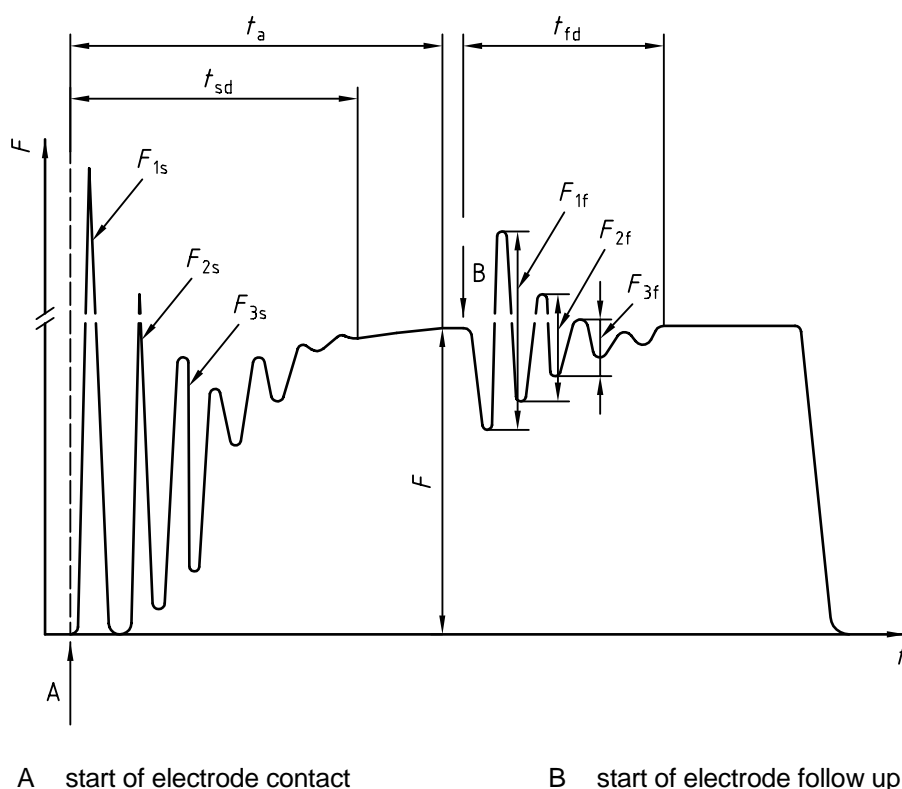 t_a t_fd
t_sd
F
F_1s
F_1f
F_2s
F_2f
B
F_3s
F_3f
F
t
A
A start of electrode contact B start of electrode follow up